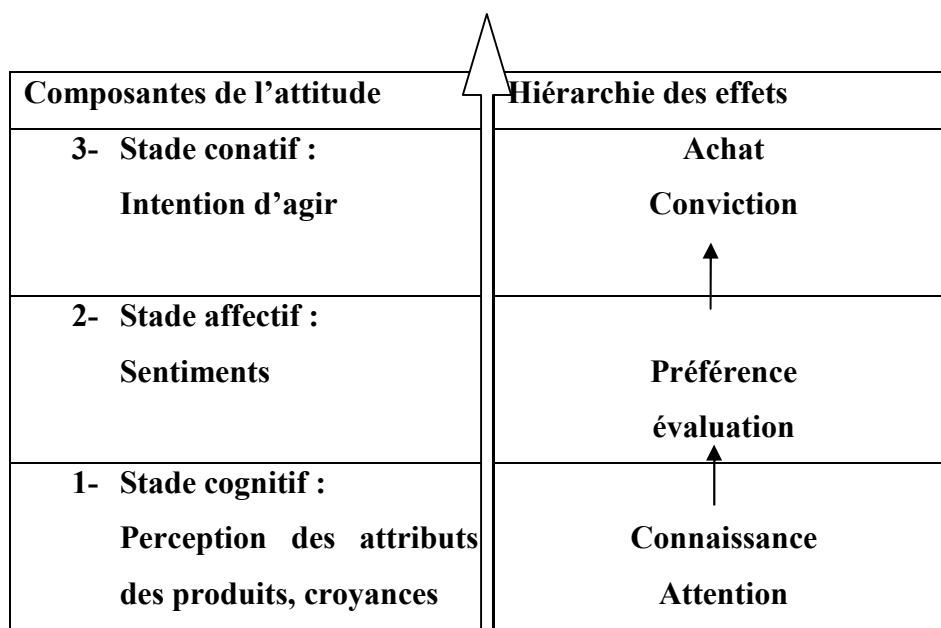 Composantes de l’attitude
Hiérarchie des effets
3- Stade conatif :
Intention d’agir
Achat
Conviction
2- Stade affectif :
Sentiments
Préférence
évaluation
1- Stade cognitif :
Perception des attributs
des produits, croyances
Connaissance
Attention